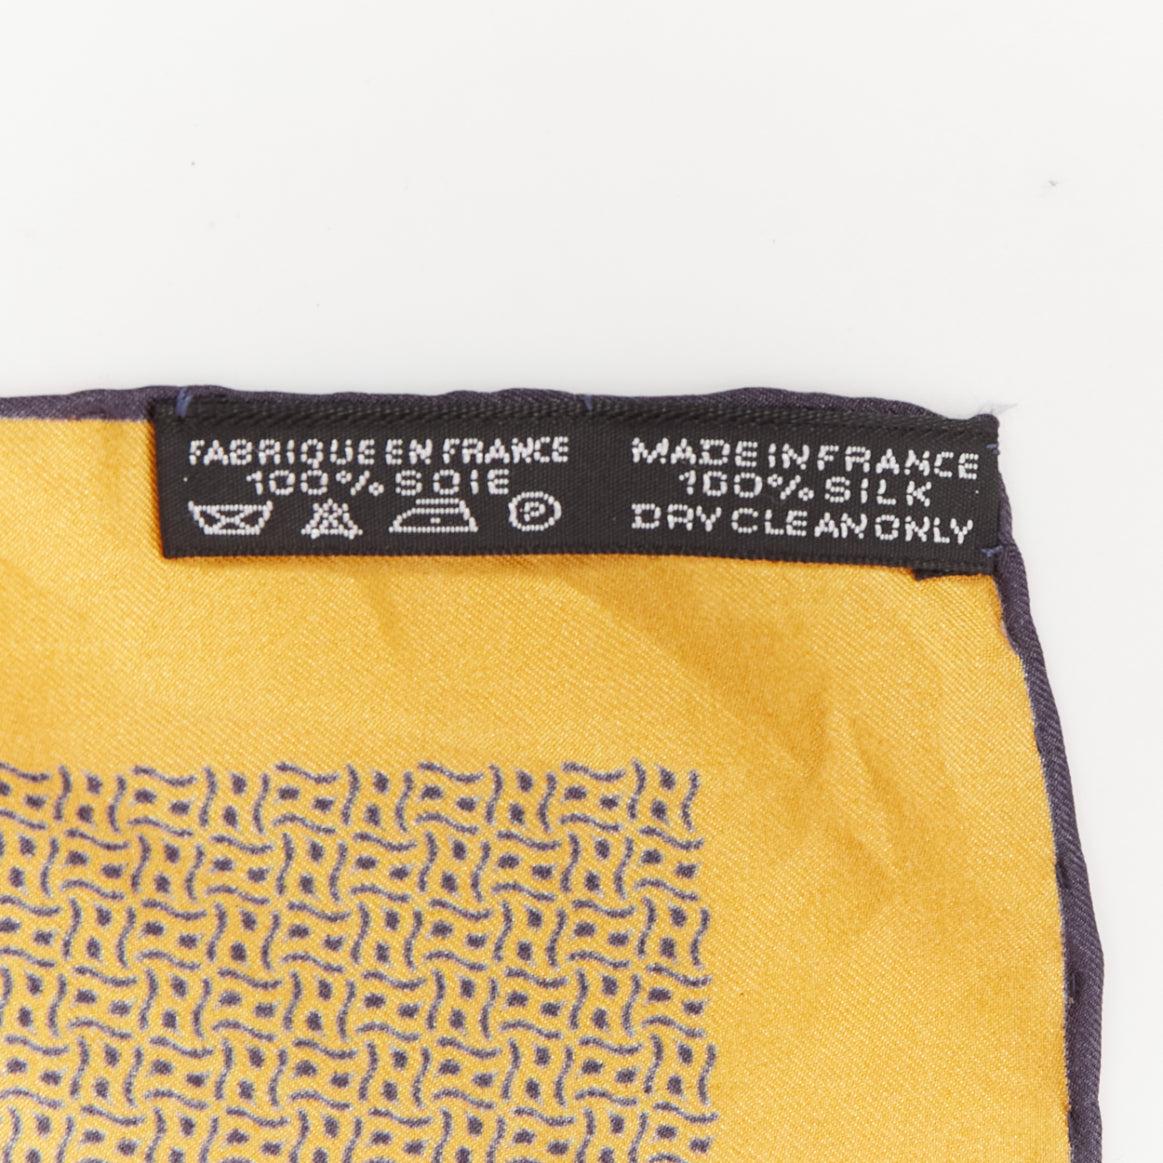 FABRIQUE EN FRANCE
100% SOIE
P
MADE IN FRANCE
100% SILK
DRY CLEAN ONLY